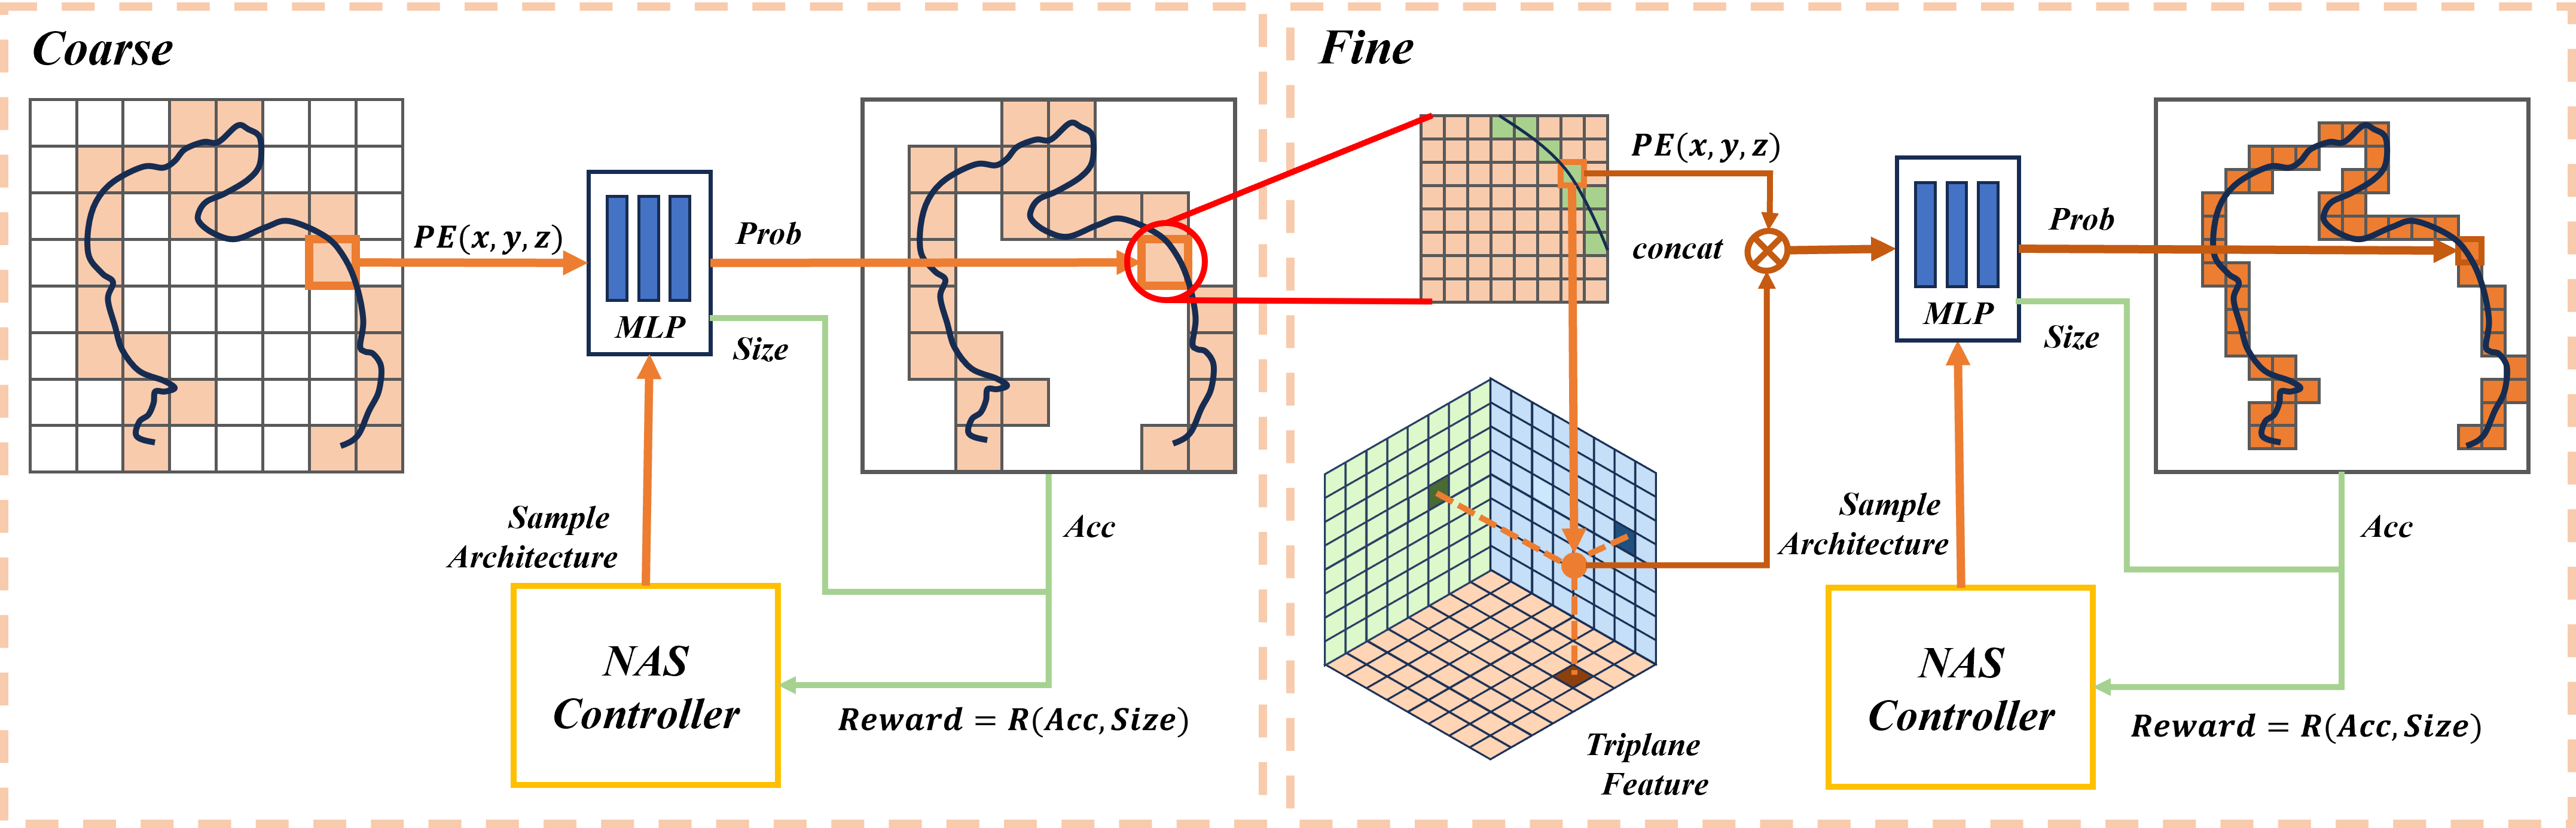 Coarse
PE(x, y, z)
MLP
Prob
Size
Sample
Architecture
NAS
Controller
Acc
Reward = R(Acc, Size)
Fine
PE(x, y, z)
concat
Triplane
Feature
MLP
Prob
Size
Sample
Architecture
NAS
Controller
Acc
Reward = R(Acc, Size)